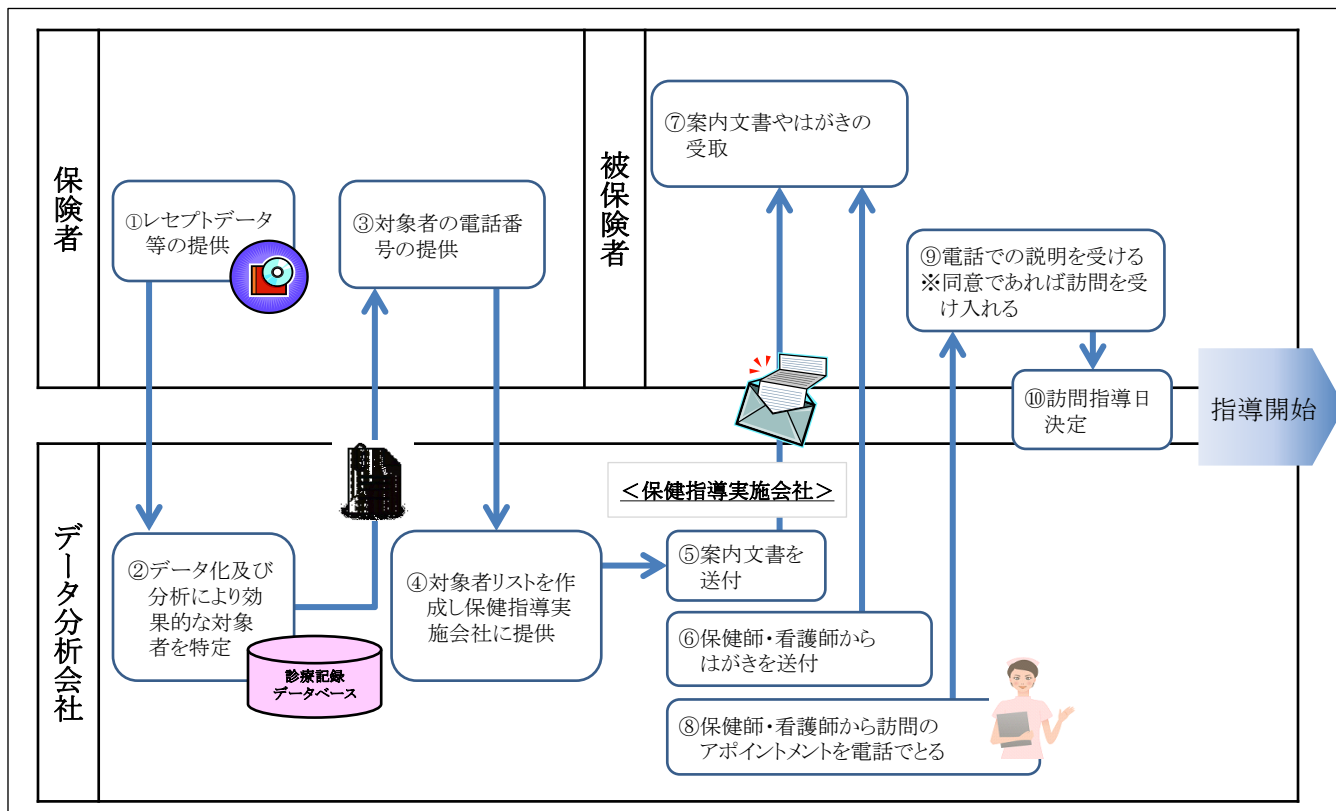 保険者
①レセプトデータ
等の提供
③対象者の電話番
号の提供
被保険者
⑦案内文書やはがきの
受取
⑨電話での説明を受ける
※同意であれば訪問を受
け入れる
⑩訪問指導日
決定
指導開始
データ分析会社
②データ化及び
分析により効
果的な対象
者を特定
診療記録
データベース
④対象者リストを作
成し保健指導実
施会社に提供
＜保健指導実施会社＞
⑤案内文書を
送付
⑥保健師・看護師から
はがきを送付
⑧保健師・看護師から訪問の
アポイントメントを電話でとる